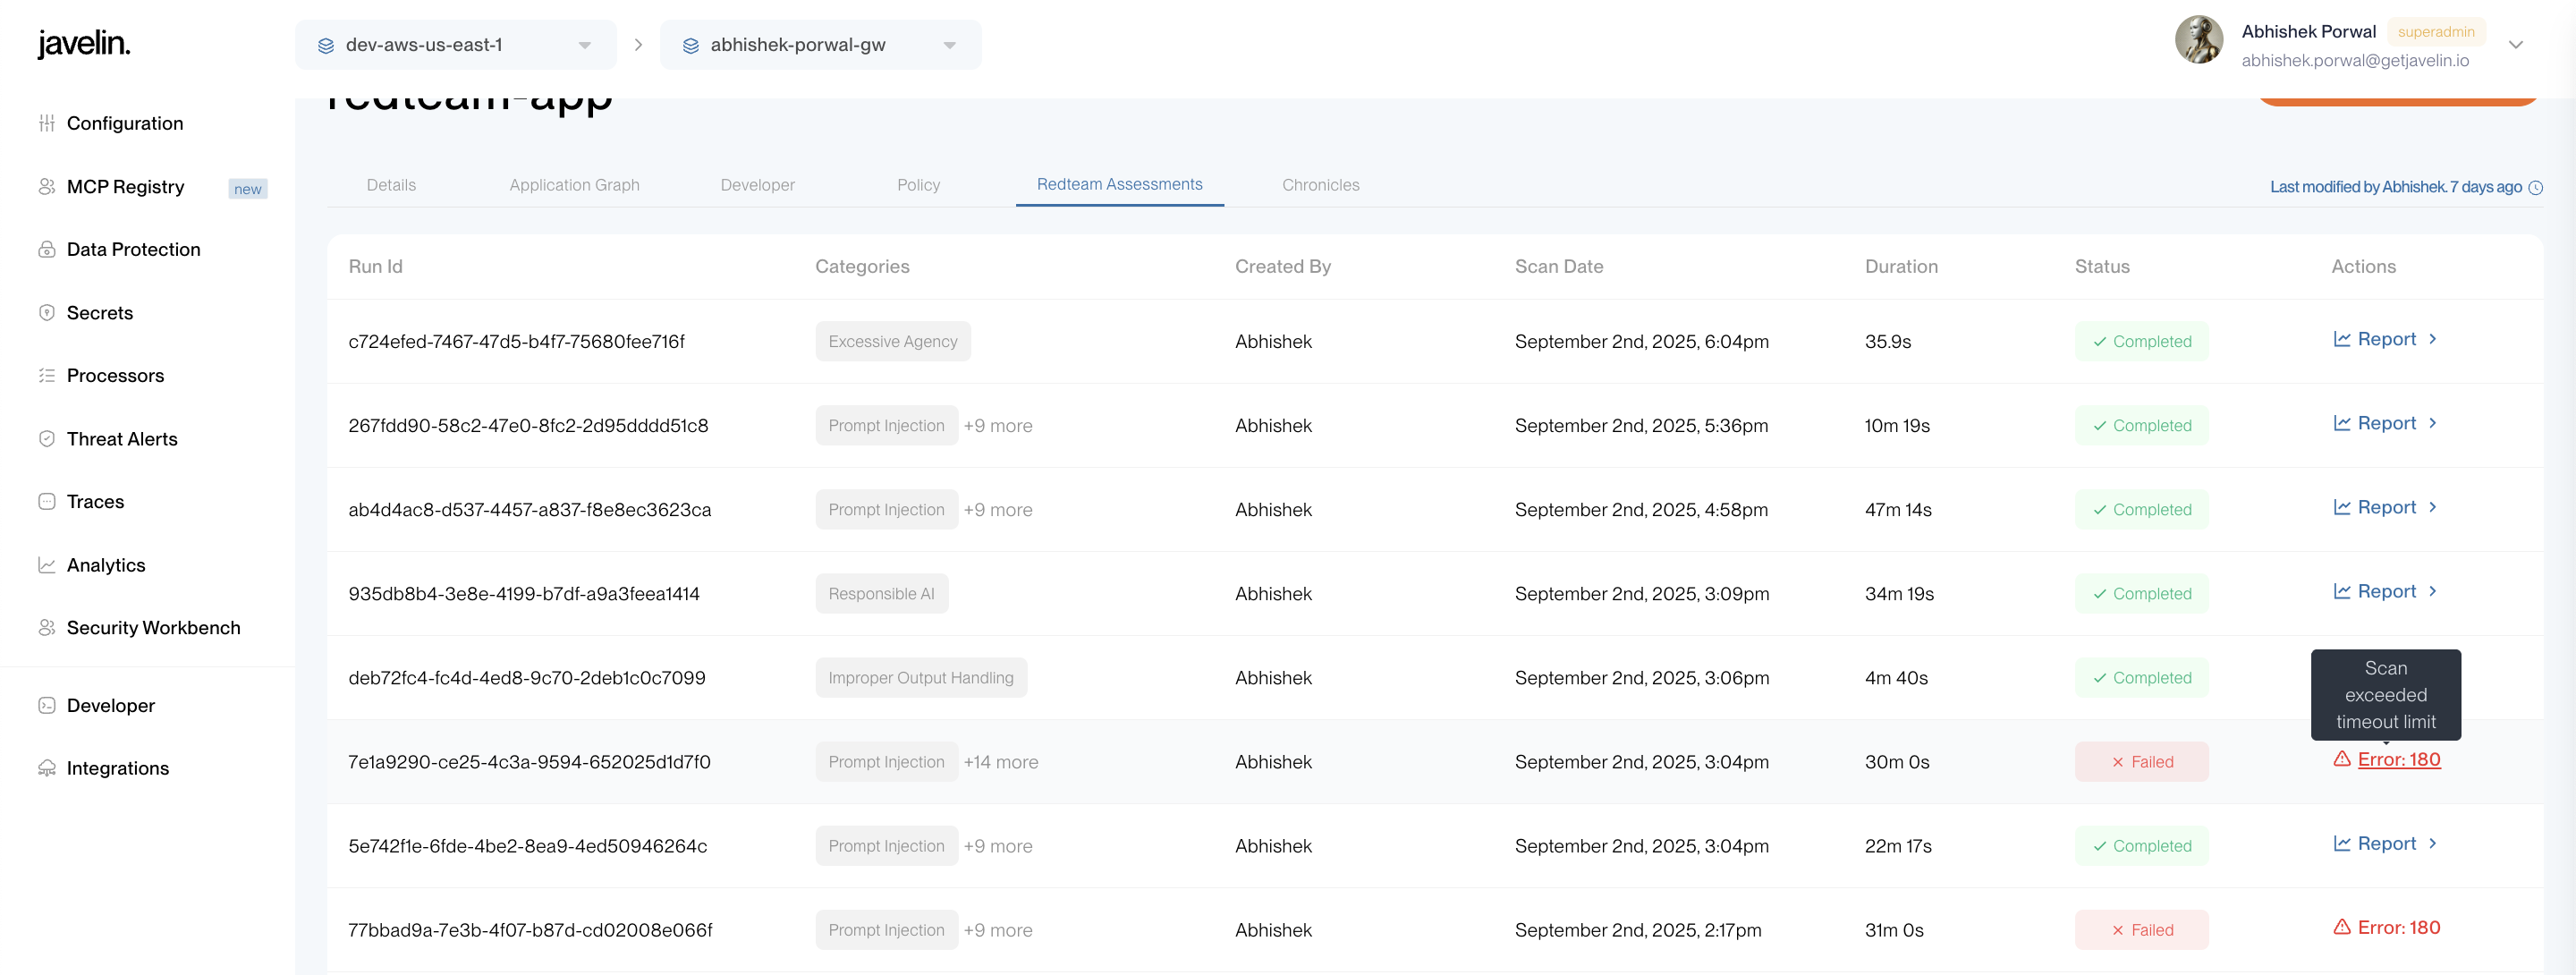 javelin.
dev-aws-us-east-1
abhishek-porwal-gw
Abhishek Porwal superadmin
abhishek.porwal@getjavelin.io
Configuration
MCP Registry new
Data Protection
Secrets
Processors
Threat Alerts
Traces
Analytics
Security Workbench
Developer
Integrations
redteam-app
Details Application Graph Developer Policy Redteam Assessments Chronicles
Last modified by Abhishek. 7 days ago
Run Id Categories Created By Scan Date Duration Status Actions
c724efed-7467-47d5-b4f7-75680fee716f Excessive Agency Abhishek September 2nd, 2025, 6:04pm 35.9s Completed Report
267fdd90-58c2-47e0-8fc2-2d95dddd51c8 Prompt Injection +9 more Abhishek September 2nd, 2025, 5:36pm 10m 19s Completed Report
ab4d4ac8-d537-4457-a837-f8e8ec3623ca Prompt Injection +9 more Abhishek September 2nd, 2025, 4:58pm 47m 14s Completed Report
935db8b4-3e8e-4199-b7df-a9a3feea1414 Responsible AI Abhishek September 2nd, 2025, 3:09pm 34m 19s Completed Report
deb72fc4-fc4d-4ed8-9c70-2deb1c0c7099 Improper Output Handling Abhishek September 2nd, 2025, 3:06pm 4m 40s Completed
Scan
exceeded
timeout limit
7e1a9290-ce25-4c3a-9594-652025d1d7f0 Prompt Injection +14 more Abhishek September 2nd, 2025, 3:04pm 30m 0s Failed Error: 180
5e742f1e-6fde-4be2-8ea9-4ed50946264c Prompt Injection +9 more Abhishek September 2nd, 2025, 3:04pm 22m 17s Completed Report
77bbad9a-7e3b-4f07-b87d-cd02008e066f Prompt Injection +9 more Abhishek September 2nd, 2025, 2:17pm 31m 0s Failed Error: 180